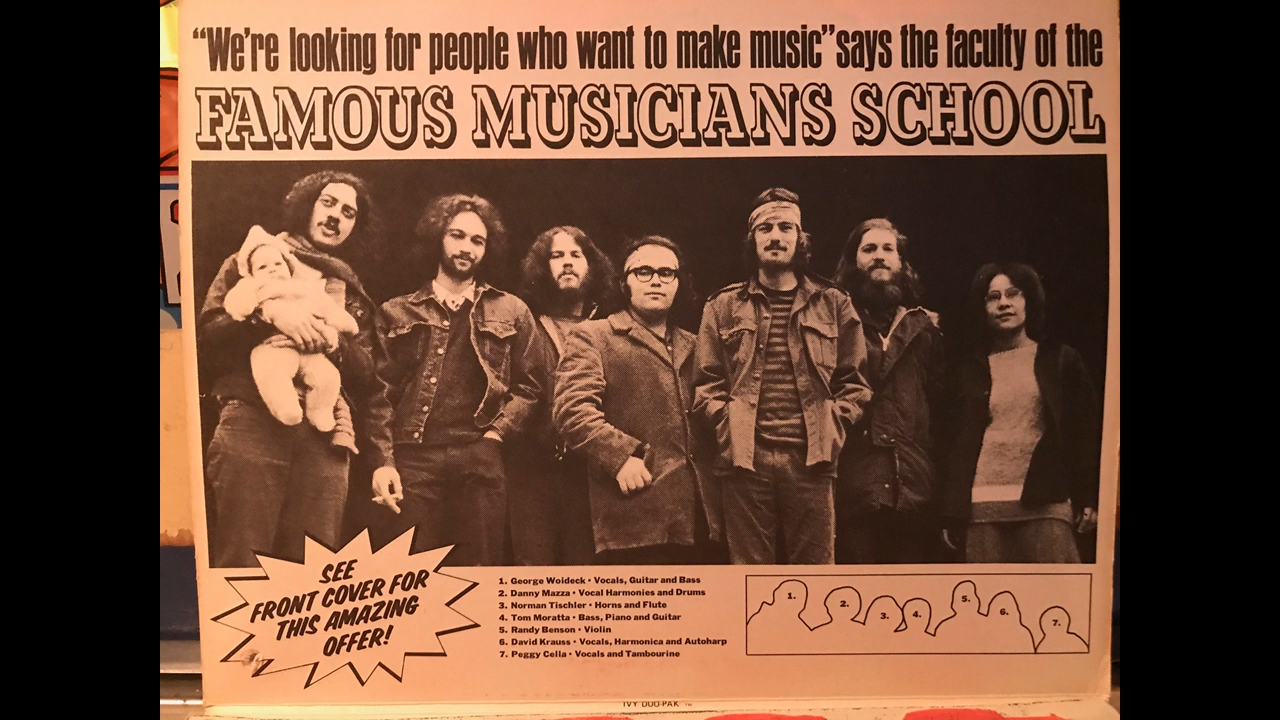 “We're looking for people who want to make music” says the faculty of the
FAMOUS MUSICIANS SCHOOL
SEE
FRONT COVER FOR
THIS AMAZING
OFFER!
1. George Woideck • Vocals, Guitar and Bass
2. Danny Mazza • Vocal Harmonies and Drums
3. Norman Tischler • Horns and Flute
4. Tom Moratta • Bass, Piano and Guitar
5. Randy Benson • Violin
6. David Krauss • Vocals, Harmonica and Autoharp
7. Peggy Cella • Vocals and Tambourine
1.
2.
3.
4.
5.
6.
7.
IVY DUO-PAK ™